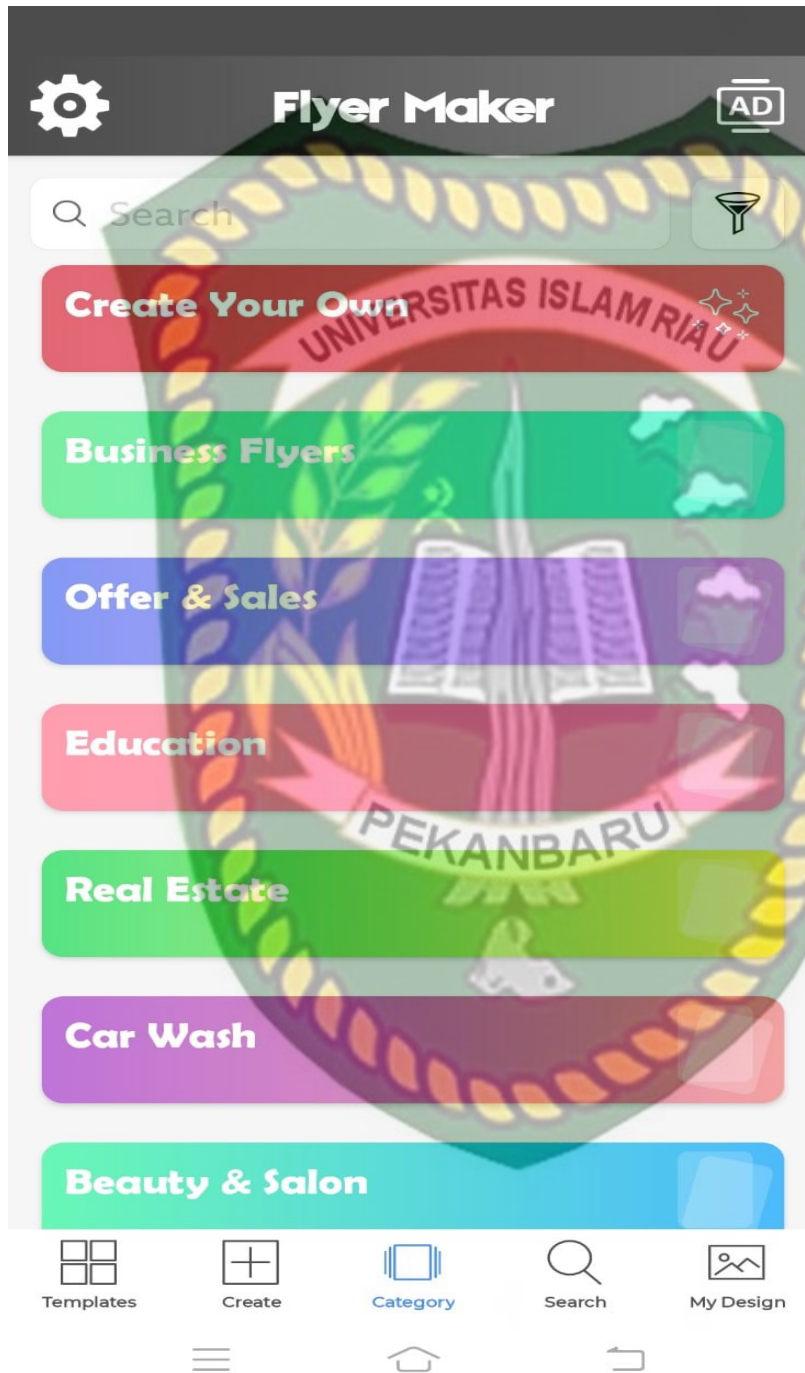 Flyer Maker
AD
Search
Create Your Own
UNIVERSITAS ISLAM RIAU
Business Flyers
Offer & Sales
Education
PEKANBARU
Real Estate
Car Wash
Beauty & Salon
Templates
Create
Category
Search
My Design